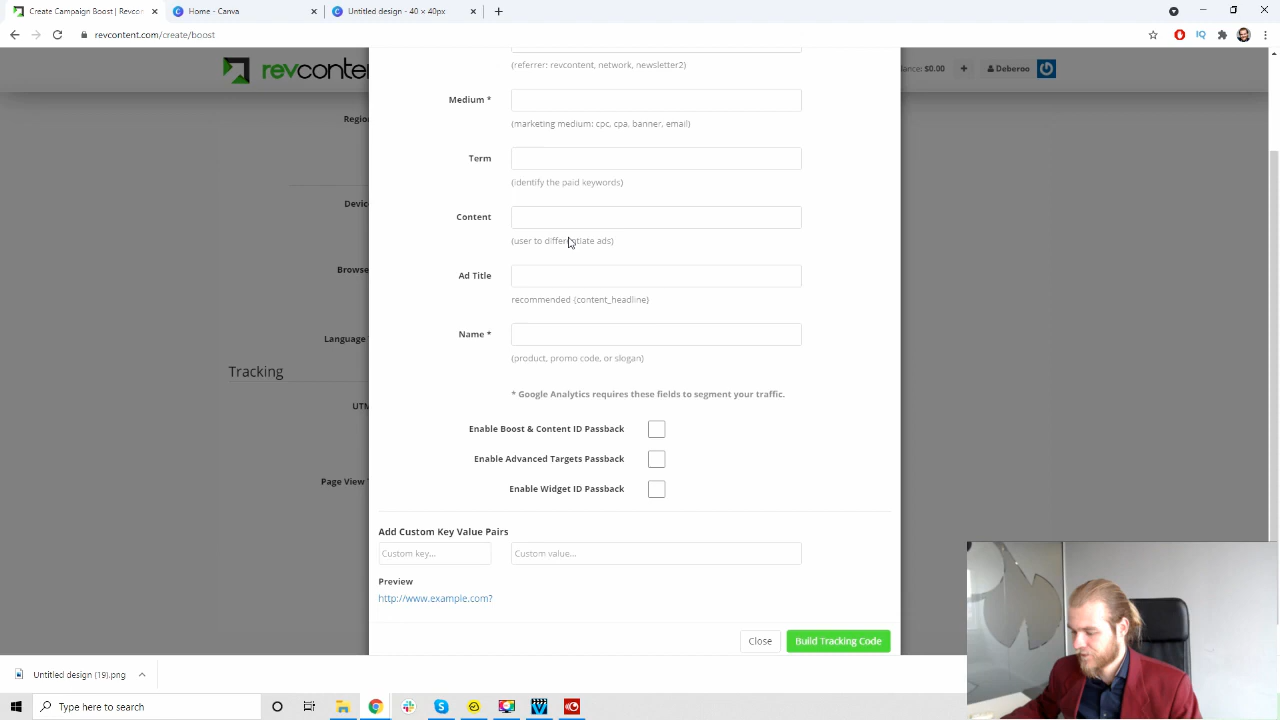 Create Campaign | RevContent
Home - Canva
Untitled design - 40 × 40px
revcontent.com/create/boost
revconte
ance: $0.00
Deberoo
(referrer: revcontent, network, newsletter2)
Regio
Medium *
(marketing medium: cpc, cpa, banner, email)
Term
(identify the paid keywords)
Device
Content
(user to differentiate ads)
Browse
Ad Title
recommended {content_headline}
Language
Name *
(product, promo code, or slogan)
Tracking
* Google Analytics requires these fields to segment your traffic.
UTM
Enable Boost & Content ID Passback
Enable Advanced Targets Passback
Page View
Enable Widget ID Passback
Add Custom Key Value Pairs
Custom key...
Custom value...
Preview
http://www.example.com?
Close
Build Tracking Code
Untitled design (19).png
Type here to search